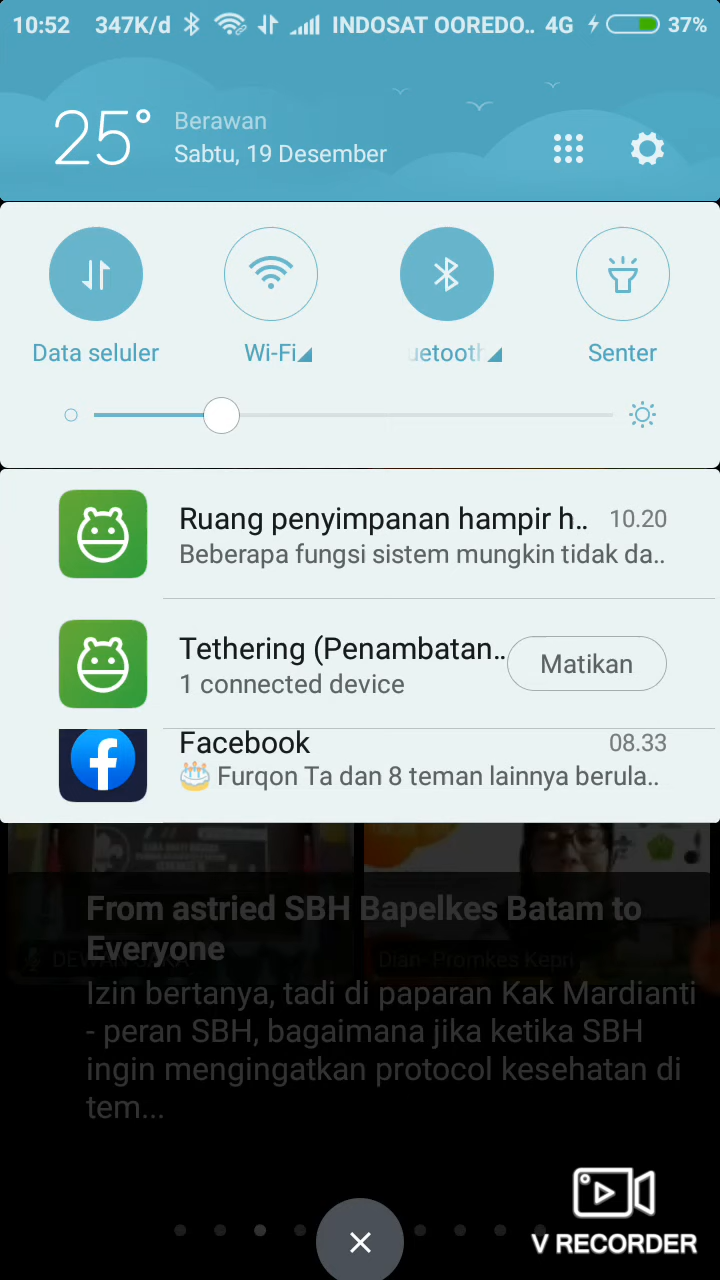 10:52 347K/d INDOSAT OOREDO.. 4G 37%
25° Berawan
Sabtu, 19 Desember
Data seluler Wi-Fi uetooth Senter
Ruang penyimpanan hampir h.. 10.20
Beberapa fungsi sistem mungkin tidak da..
Tethering (Penambatan.. Matikan
1 connected device
Facebook 08.33
Furqon Ta dan 8 teman lainnya berula..
From astried SBH Bapelkes Batam to
Everyone
Dian- Promkes Kepri
Izin bertanya, tadi di paparan Kak Mardianti
- peran SBH, bagaimana jika ketika SBH
ingin mengingatkan protocol kesehatan di
tem...
V RECORDER